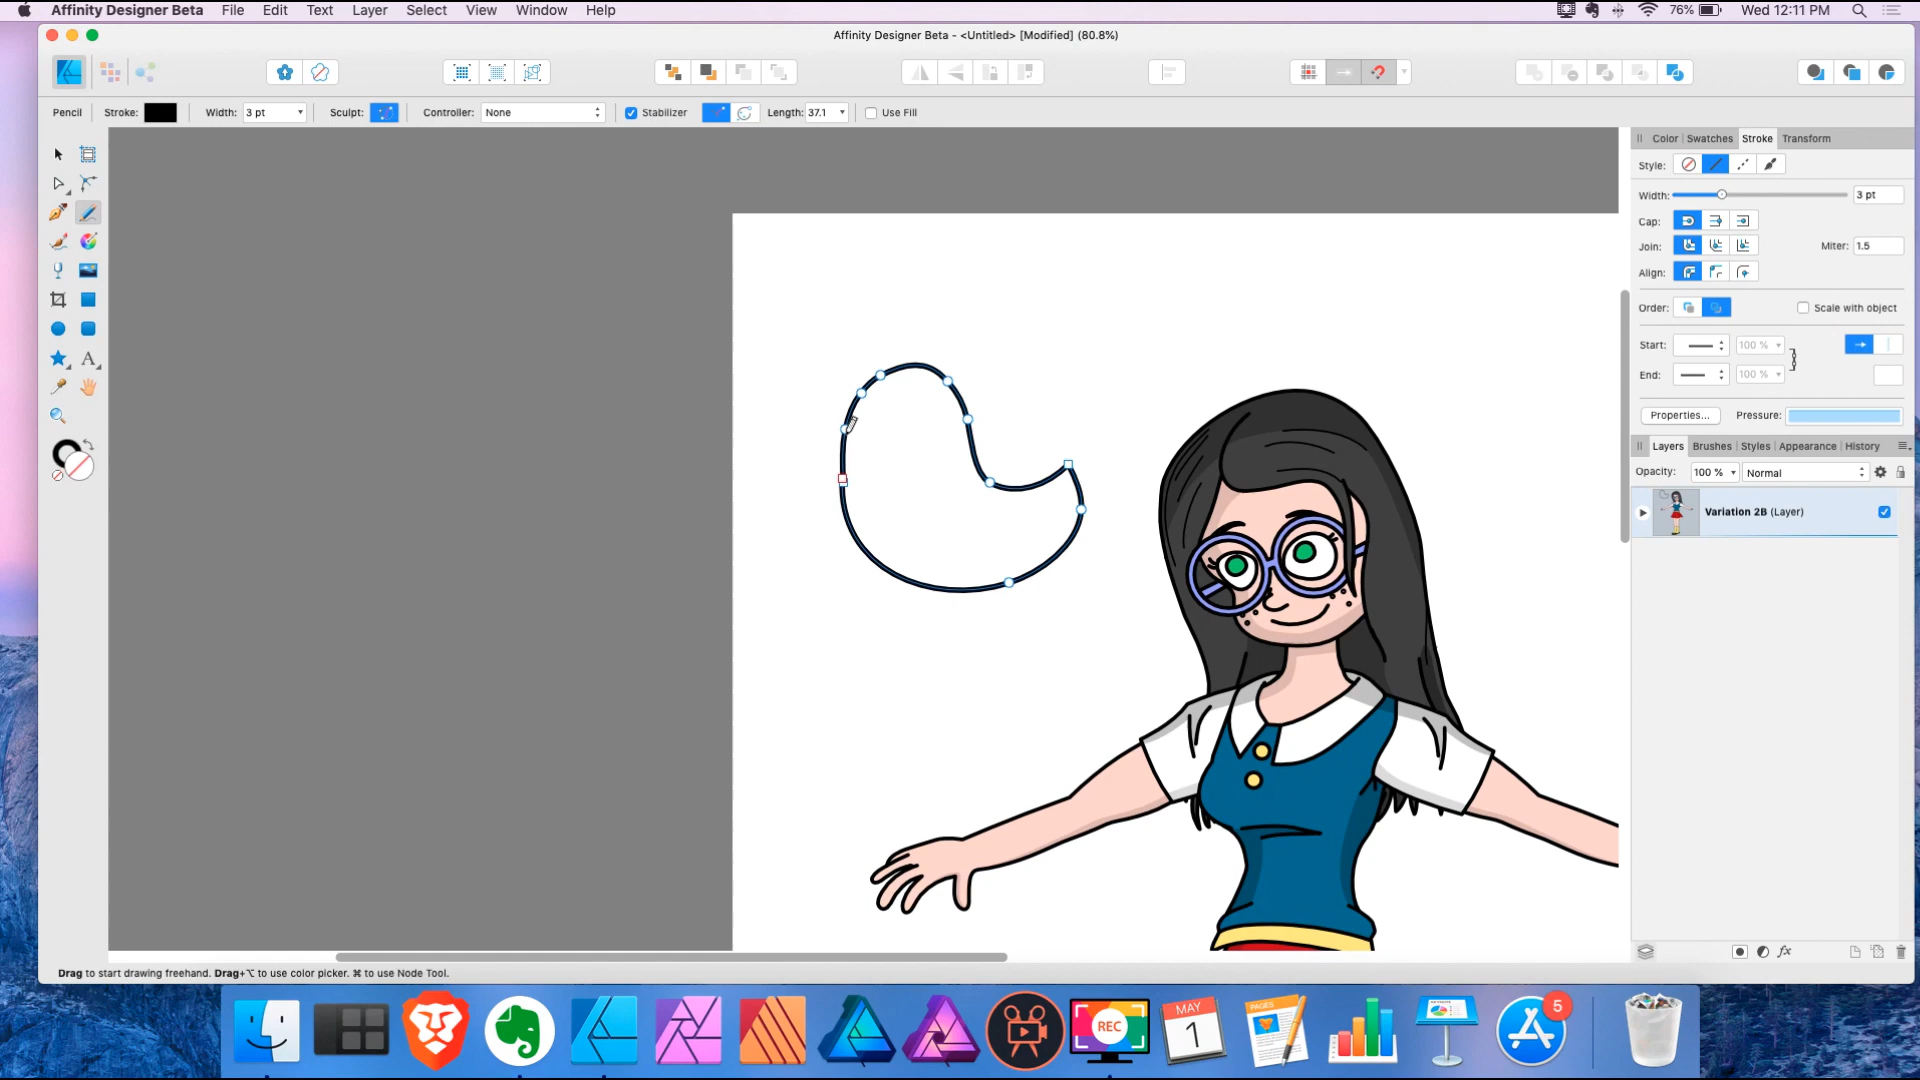 Affinity Designer Beta File Edit Text Layer Select View Window Help 76% Wed 12:11 PM
Affinity Designer Beta - <Untitled> [Modified] (80.8%)
Pencil Stroke: Width: 3 pt Sculpt: Controller: None Stabilizer Length: 37.1 Use Fill
Color Swatches Stroke Transform
Style:
Width: 3 pt
Cap:
Join: Miter: 1.5
Align:
Order: Scale with object
Start: 100 %
End: 100 %
Properties... Pressure:
Layers Brushes Styles Appearance History
Opacity: 100 % Normal
Variation 2B (Layer)
A
fx
Drag to start drawing freehand. Drag+⌥ to use color picker. ⌘ to use Node Tool.
REC
MAY
1
PAGES
5